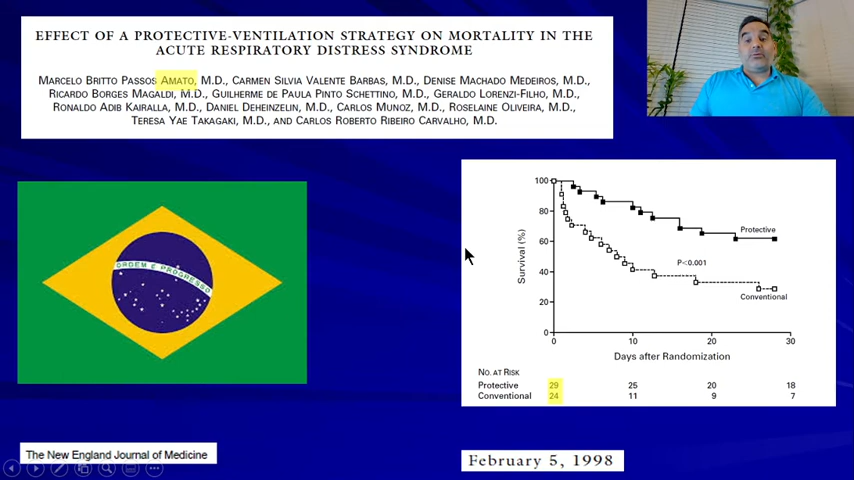 EFFECT OF A PROTECTIVE-VENTILATION STRATEGY ON MORTALITY IN THE
ACUTE RESPIRATORY DISTRESS SYNDROME
MARCELO BRITTO PASSOS AMATO, M.D., CARMEN SILVIA VALENTE BARBAS, M.D., DENISE MACHADO MEDEIROS, M.D.,
RICARDO BORGES MAGALDI, M.D., GUILHERME DE PAULA PINTO SCHETTINO, M.D., GERALDO LORENZI-FILHO, M.D.,
RONALDO ADIB KAIRALLA, M.D., DANIEL DEHEINZELIN, M.D., CARLOS MUNOZ, M.D., ROSELAINE OLIVEIRA, M.D.,
TERESA YAE TAKAGAKI, M.D., AND CARLOS ROBERTO RIBEIRO CARVALHO, M.D.
ORDEM E PROGRESSO
100
80
60
40
20
0
Survival (%)
Protective
P<0.001
Conventional
0 10 20 30
Days after Randomization
NO. AT RISK
Protective 29 25 20 18
Conventional 24 11 9 7
The New England Journal of Medicine
February 5, 1998